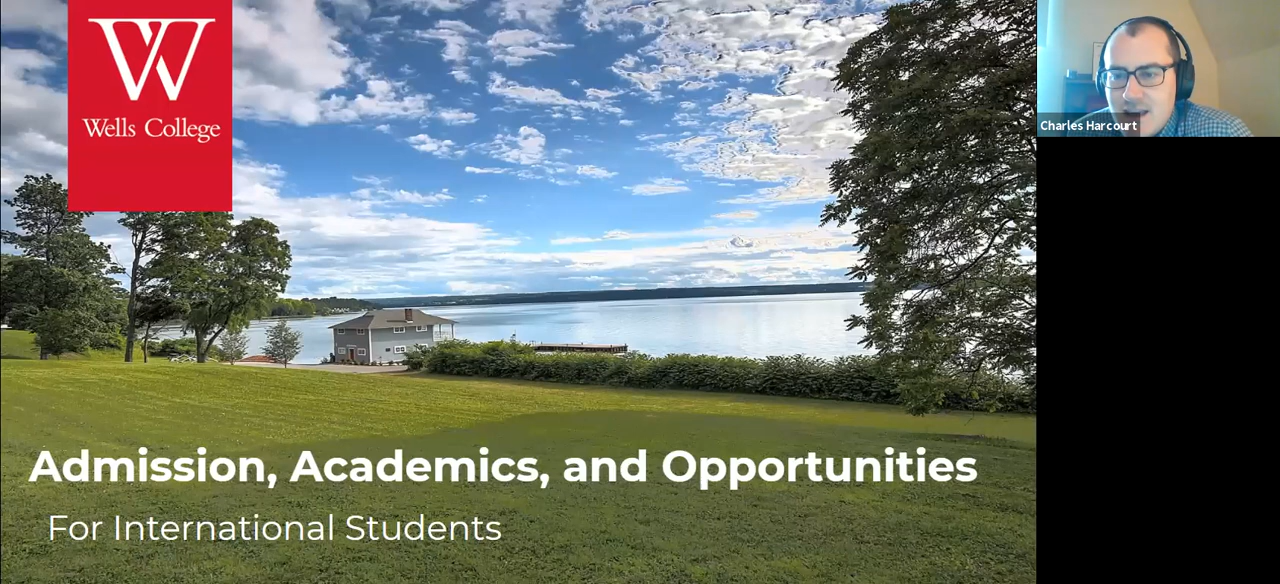 W
Wells College
Charles Harcourt
Admission, Academics, and Opportunities
For International Students